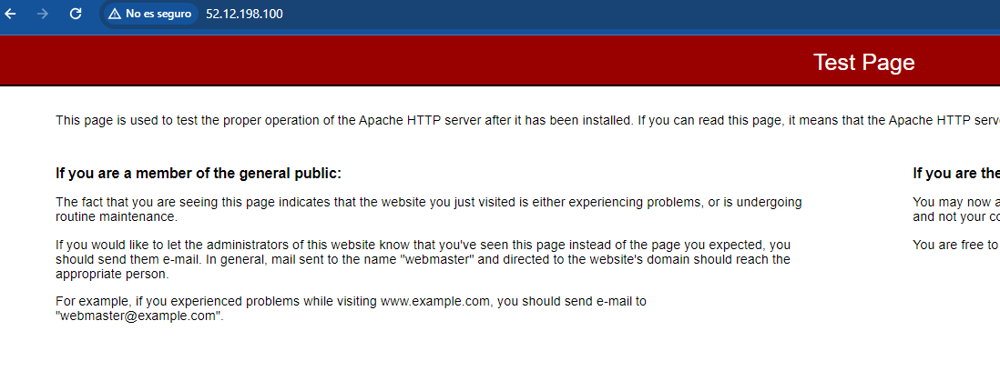 No es seguro 52.12.198.100
Test Page
This page is used to test the proper operation of the Apache HTTP server after it has been installed. If you can read this page, it means that the Apache HTTP serv
If you are a member of the general public:
The fact that you are seeing this page indicates that the website you just visited is either experiencing problems, or is undergoing
routine maintenance.
If you would like to let the administrators of this website know that you've seen this page instead of the page you expected, you
should send them e-mail. In general, mail sent to the name "webmaster" and directed to the website's domain should reach the
appropriate person.
For example, if you experienced problems while visiting www.example.com, you should send e-mail to
"webmaster@example.com".
If you are the
You may now a
and not your co
You are free to